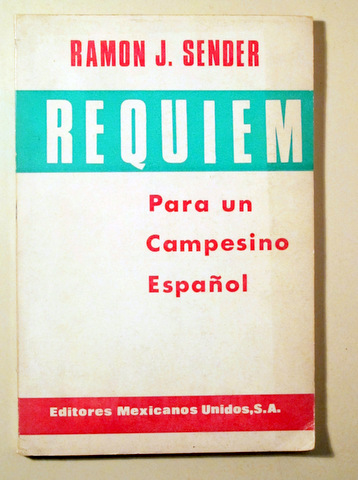 RAMON J. SENDER
REQUIEM
Para un
Campesino
Español
Editores Mexicanos Unidos,S.A.